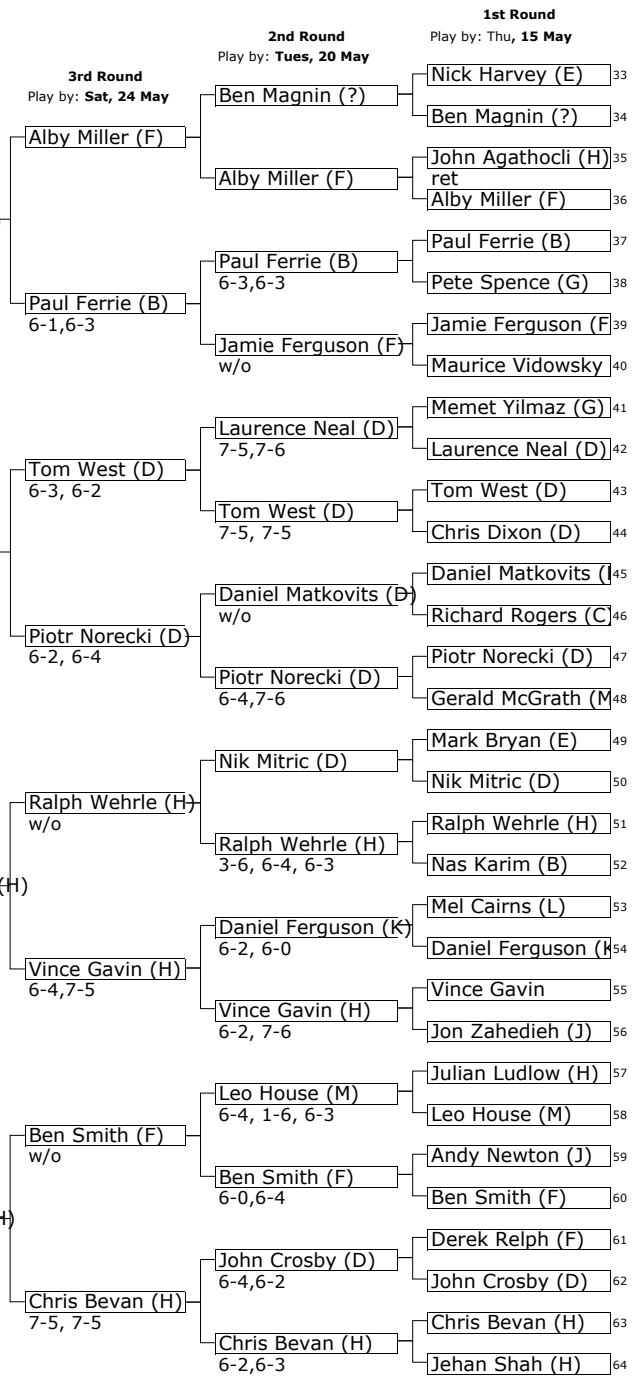 1st Round
Play by: Thu, 15 May
2nd Round
Play by: Tues, 20 May
3rd Round
Play by: Sat, 24 May
Nick Harvey (E) 33
Ben Magnin (?)
Ben Magnin (?) 34
Alby Miller (F)
John Agathocli (H) 35
ret
Alby Miller (F)
Alby Miller (F) 36
Paul Ferrie (B) 37
Paul Ferrie (B)
6-3,6-3
Pete Spence (G) 38
Paul Ferrie (B)
6-1,6-3
Jamie Ferguson (F 39
Jamie Ferguson (F)
w/o
Maurice Vidowsky 40
Memet Yilmaz (G) 41
Laurence Neal (D)
7-5,7-6
Laurence Neal (D) 42
Tom West (D)
6-3, 6-2
Tom West (D) 43
Tom West (D)
7-5, 7-5
Chris Dixon (D) 44
Daniel Matkovits ( 45
Daniel Matkovits (D)
w/o
Richard Rogers (C) 46
Piotr Norecki (D)
6-2, 6-4
Piotr Norecki (D) 47
Piotr Norecki (D)
6-4,7-6
Gerald McGrath (M 48
Mark Bryan (E) 49
Nik Mitric (D)
Nik Mitric (D) 50
Ralph Wehrle (H)
w/o
Ralph Wehrle (H) 51
Ralph Wehrle (H)
3-6, 6-4, 6-3
Nas Karim (B) 52
(H)
Mel Cairns (L) 53
Daniel Ferguson (K)
6-2, 6-0
Daniel Ferguson (K 54
Vince Gavin (H)
6-4,7-5
Vince Gavin 55
Vince Gavin (H)
6-2, 7-6
Jon Zahedieh (J) 56
Julian Ludlow (H) 57
Leo House (M)
6-4, 1-6, 6-3
Leo House (M) 58
Ben Smith (F)
w/o
Andy Newton (J) 59
Ben Smith (F)
6-0,6-4
Ben Smith (F) 60
Derek Relph (F) 61
John Crosby (D)
6-4,6-2
John Crosby (D) 62
Chris Bevan (H)
7-5, 7-5
Chris Bevan (H) 63
Chris Bevan (H)
6-2,6-3
Jehan Shah (H) 64